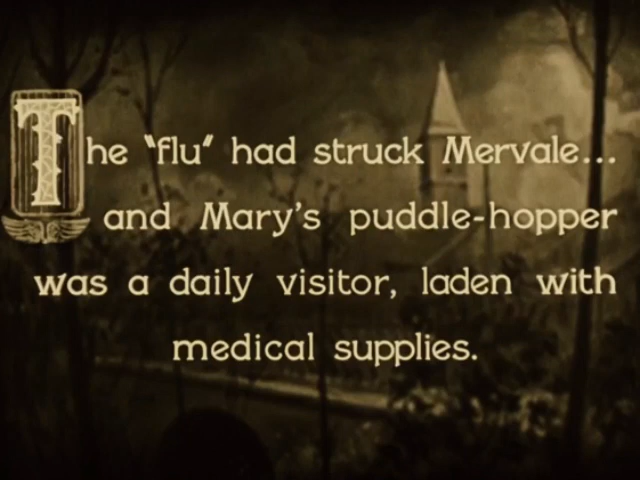 The "flu" had struck Mervale...
and Mary's puddle-hopper
was a daily visitor, laden with
medical supplies.